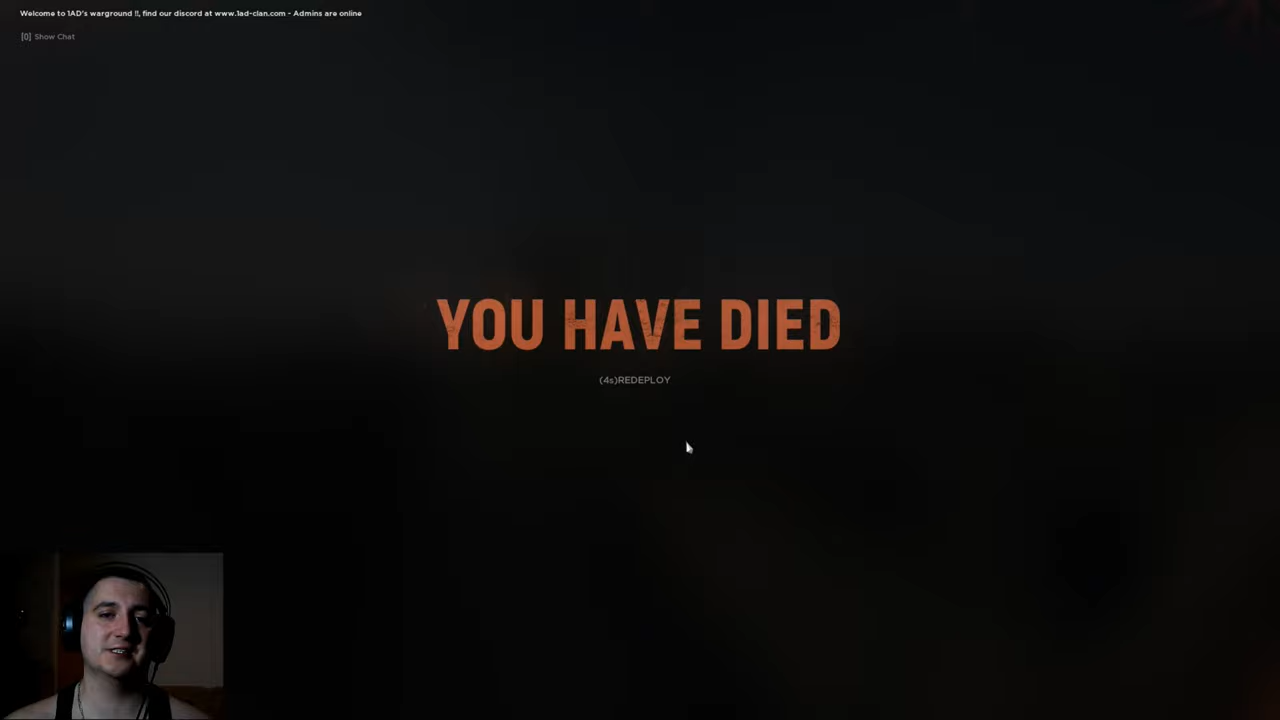 Welcome to 1AD's warground !!, find our discord at www.1ad-clan.com - Admins are online
[0] Show Chat
YOU HAVE DIED
(4s)REDEPLOY